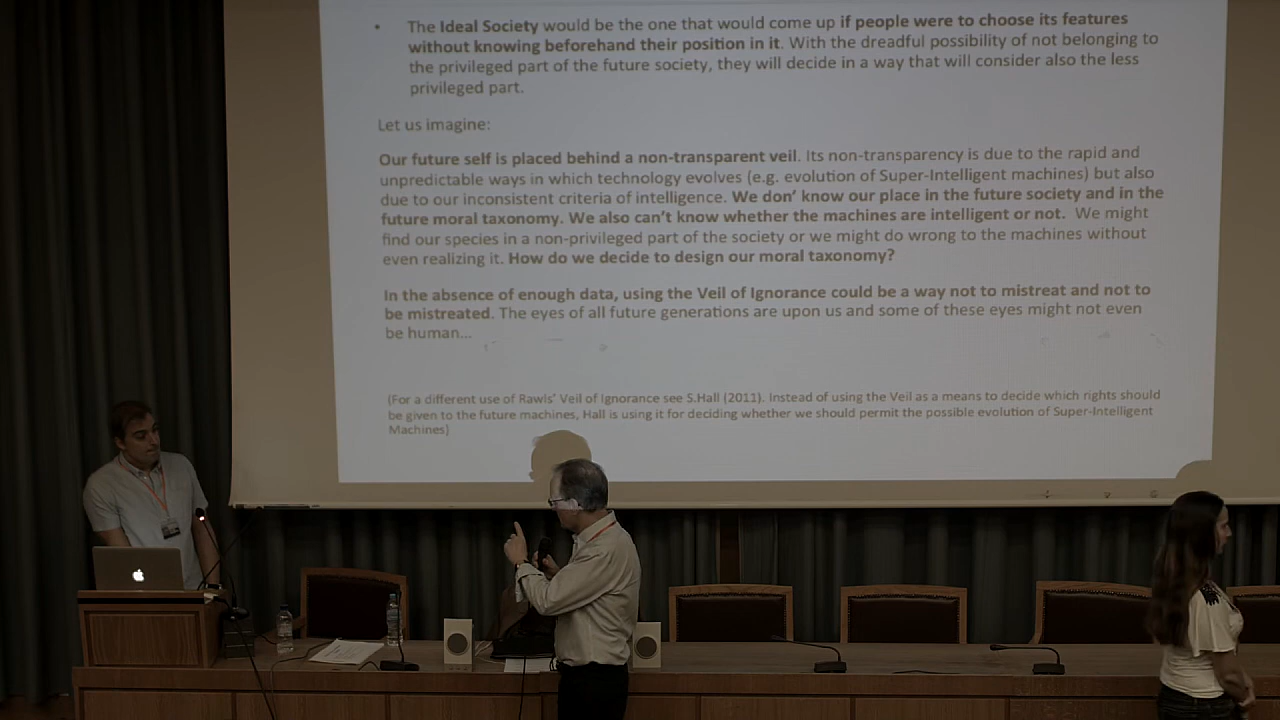 • The Ideal Society would be the one that would come up if people were to choose its features
without knowing beforehand their position in it. With the dreadful possibility of not belonging to
the privileged part of the future society, they will decide in a way that will consider also the less
privileged part.
Let us imagine:
Our future self is placed behind a non-transparent veil. Its non-transparency is due to the rapid and
unpredictable ways in which technology evolves (e.g. evolution of Super-Intelligent machines) but also
due to our inconsistent criteria of intelligence. We don' know our place in the future society and in the
future moral taxonomy. We also can't know whether the machines are intelligent or not. We might
find our species in a non-privileged part of the society or we might do wrong to the machines without
even realizing it. How do we decide to design our moral taxonomy?
In the absence of enough data, using the Veil of Ignorance could be a way not to mistreat and not to
be mistreated. The eyes of all future generations are upon us and some of these eyes might not even
be human...
(For a different use of Rawls' Veil of Ignorance see S.Hall (2011). Instead of using the Veil as a means to decide which rights should
be given to the future machines, Hall is using it for deciding whether we should permit the possible evolution of Super-Intelligent
Machines)